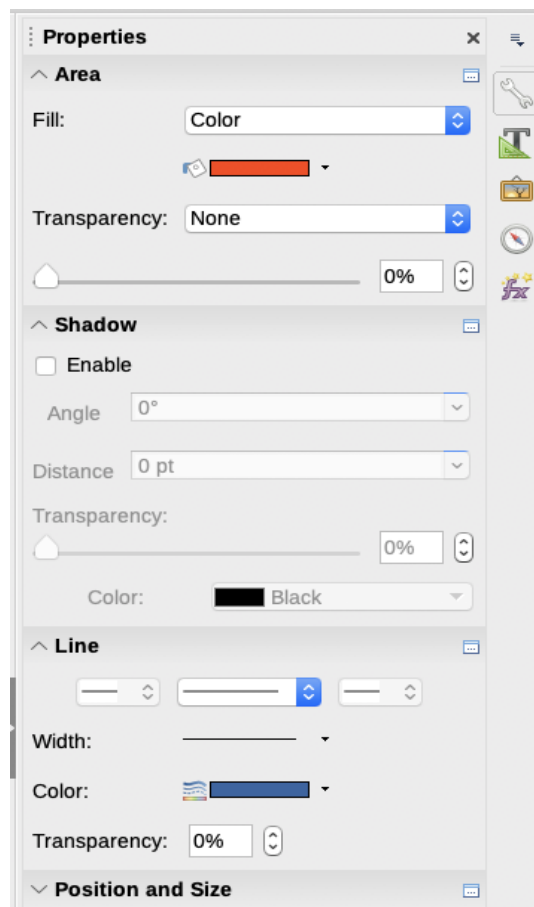 Properties
Area
Fill: Color
Transparency: None
0%
Shadow
Enable
Angle 0°
Distance 0 pt
Transparency:
0%
Color: Black
Line
Width:
Color:
Transparency: 0%
Position and Size